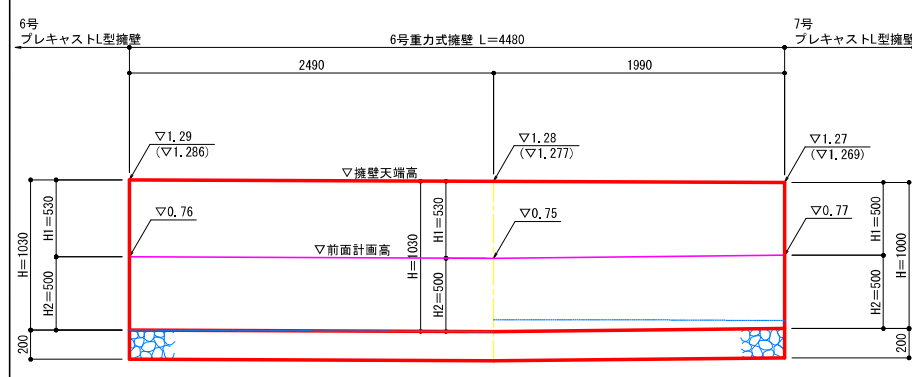 6号
プレキャストL型擁壁
6号重力式擁壁 L=4480
7号
プレキャストL型擁壁
2490
1990
▽1.29
(▽1.286)
▽1.28
(▽1.277)
▽1.27
(▽1.269)
▽擁壁天端高
▽0.76
▽0.75
▽0.77
▽前面計画高
H=1030
H1=530
H2=500
200
H=1030
H1=530
H2=500
H1=500
H2=500
H=1000
200